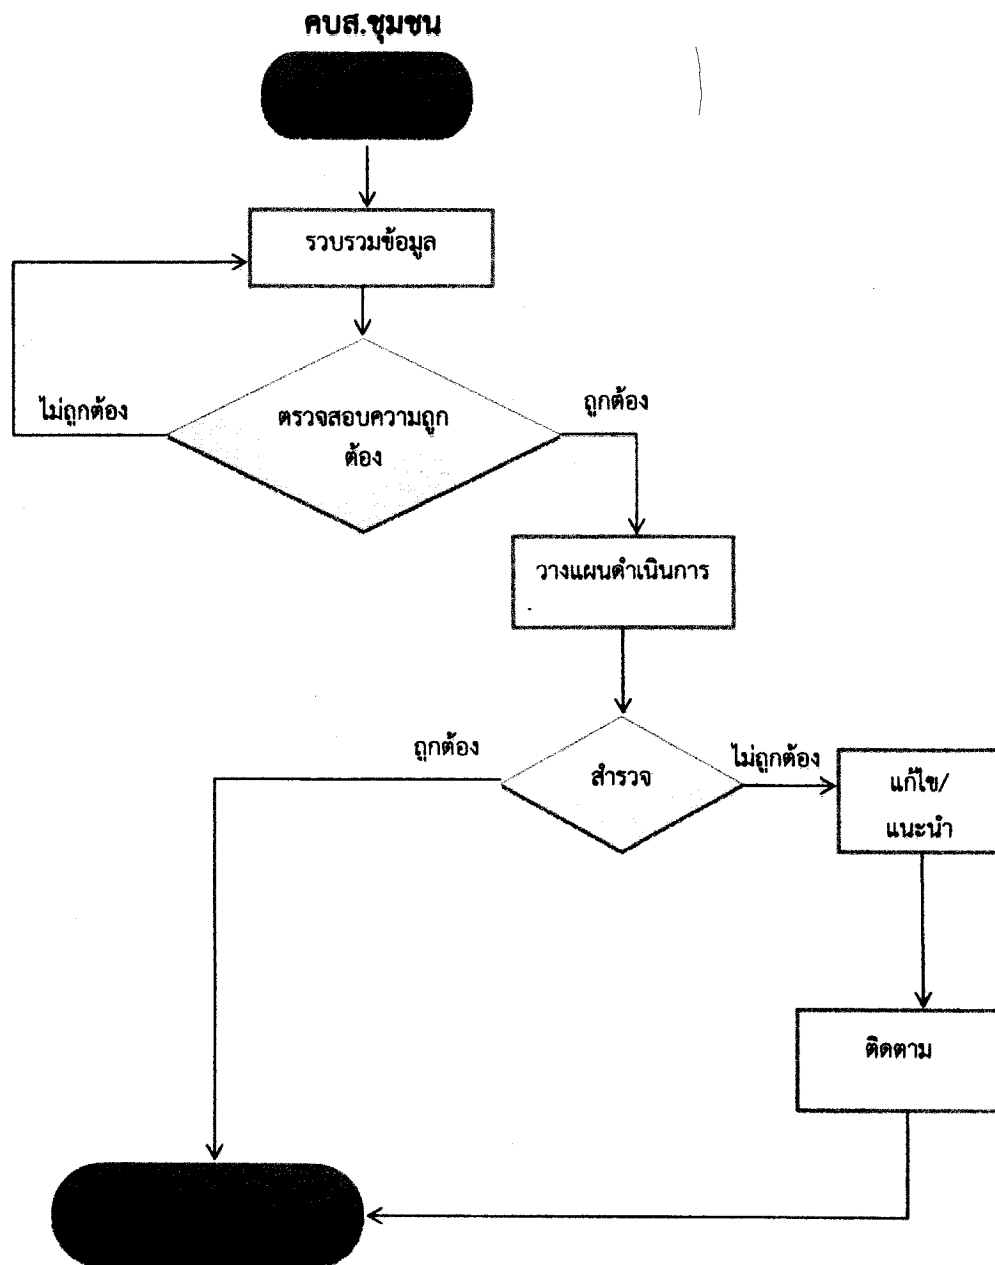 คบส.ชุมชน
รวบรวมข้อมูล
ไม่ถูกต้อง
ตรวจสอบความถูก
ต้อง
ถูกต้อง
วางแผนดำเนินการ
ถูกต้อง
สำรวจ
ไม่ถูกต้อง
แก้ไข/
แนะนำ
ติดตาม